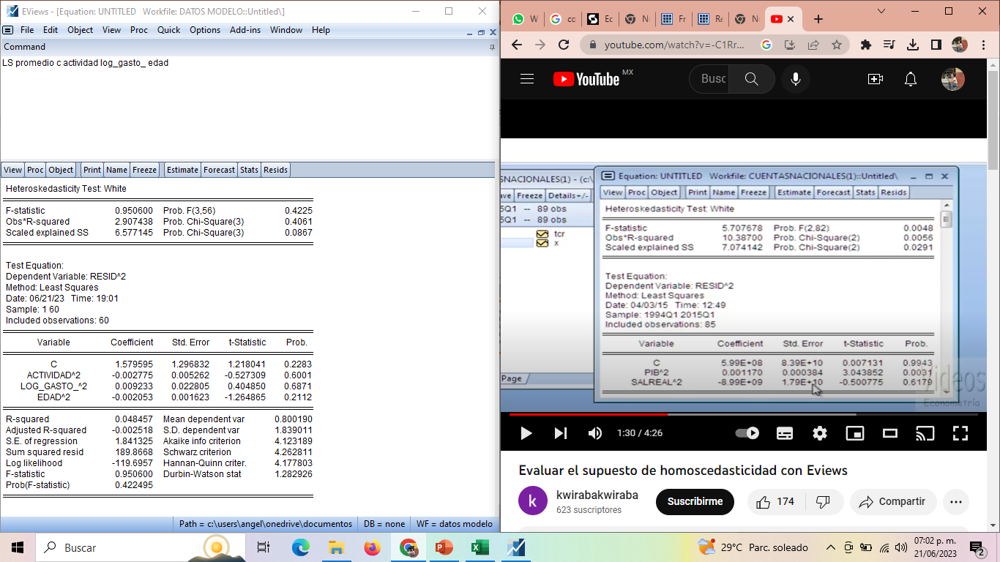 EViews - [Equation: UNTITLED   Workfile: DATOS MODELO::Untitled\]
File Edit Object View Proc Quick Options Add-ins Window Help
Command
LS promedio c actividad log_gasto_ edad
View Proc Object Print Name Freeze Estimate Forecast Stats Resids
Heteroskedasticity Test: White
F-statistic 0.950600 Prob. F(3,56) 0.4225
Obs*R-squared 2.907438 Prob. Chi-Square(3) 0.4061
Scaled explained SS 6.577145 Prob. Chi-Square(3) 0.0867
Test Equation:
Dependent Variable: RESID^2
Method: Least Squares
Date: 06/21/23   Time: 19:01
Sample: 1 60
Included observations: 60
Variable Coefficient Std. Error t-Statistic Prob.
C 1.579595 1.296832 1.218041 0.2283
ACTIVIDAD^2 -0.002775 0.005262 -0.527309 0.6001
LOG_GASTO_^2 0.009233 0.022805 0.404850 0.6871
EDAD^2 -0.002053 0.001623 -1.264865 0.2112
R-squared 0.048457 Mean dependent var 0.800190
Adjusted R-squared -0.002518 S.D. dependent var 1.839011
S.E. of regression 1.841325 Akaike info criterion 4.123189
Sum squared resid 189.8668 Schwarz criterion 4.262811
Log likelihood -119.6957 Hannan-Quinn criter. 4.177803
F-statistic 0.950600 Durbin-Watson stat 1.282926
Prob(F-statistic) 0.422495
Path = c:\users\angel\onedrive\documentos DB = none WF = datos modelo
W cc Ec N Fr Re N
youtube.com/watch?v=-C1Rr...
YouTube MX
Busc
SNACIONALES(1) - (c:\
ave Freeze Details+/-
5Q1 -- 89 obs
5Q1 -- 89 obs
tcr
x
Page
Equation: UNTITLED   Workfile: CUENTASNACIONALES(1)::Untitled\
View Proc Object Print Name Freeze Estimate Forecast Stats Resids
Heteroskedasticity Test: White
F-statistic 5.707678 Prob. F(2,82) 0.0048
Obs*R-squared 10.38700 Prob. Chi-Square(2) 0.0056
Scaled explained SS 7.074142 Prob. Chi-Square(2) 0.0291
Test Equation:
Dependent Variable: RESID^2
Method: Least Squares
Date: 04/03/15   Time: 12:49
Sample: 1994Q1 2015Q1
Included observations: 85
Variable Coefficient Std. Error t-Statistic Prob.
C 5.99E+08 8.39E+10 0.007131 0.9943
PIB^2 0.001170 0.000384 3.043852 0.0031
SALREAL^2 -8.99E+09 1.79E+10 -0.500775 0.6179
Videos
Econometría
1:30 / 4:26
Evaluar el supuesto de homoscedasticidad con Eviews
k
kwirabakwiraba
623 suscriptores
Suscribirme
174
Compartir
Buscar
29°C Parc. soleado
07:02 p. m.
21/06/2023
2